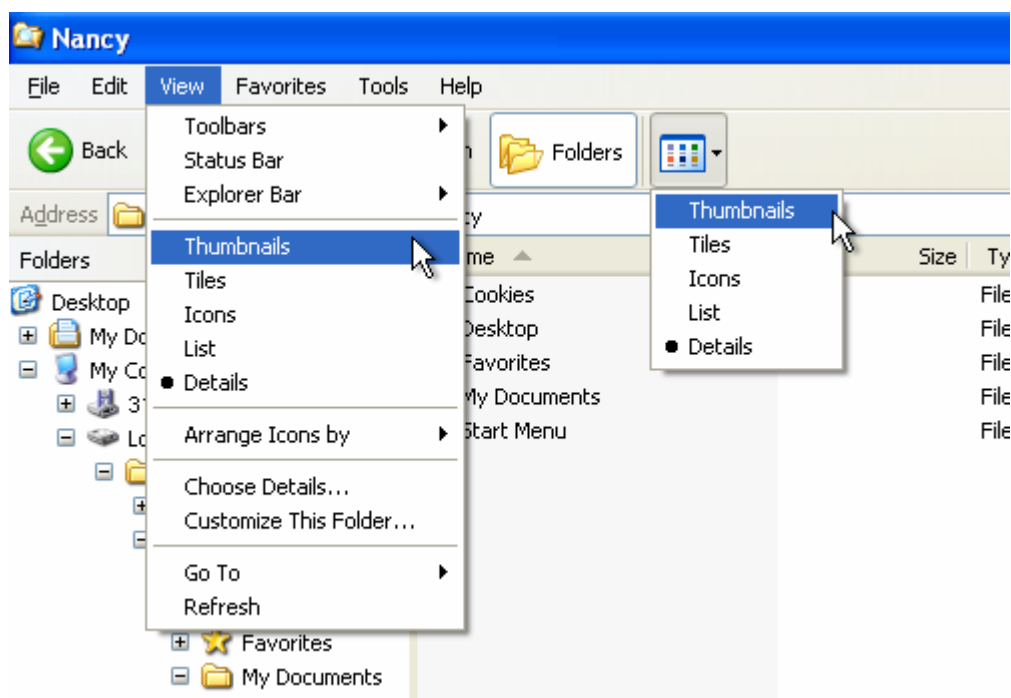 Nancy
File Edit View Favorites Tools Help
Back Folders
Address
Toolbars
Status Bar
Explorer Bar
Thumbnails
Tiles
Icons
List
Details
Arrange Icons by
Choose Details...
Customize This Folder...
Go To
Refresh
Thumbnails
Tiles
Icons
List
Details
Folders
Desktop
My
My
Favorites
My Documents
Size
Cookies
Desktop
Favorites
My Documents
Start Menu
File
File
File
File
File